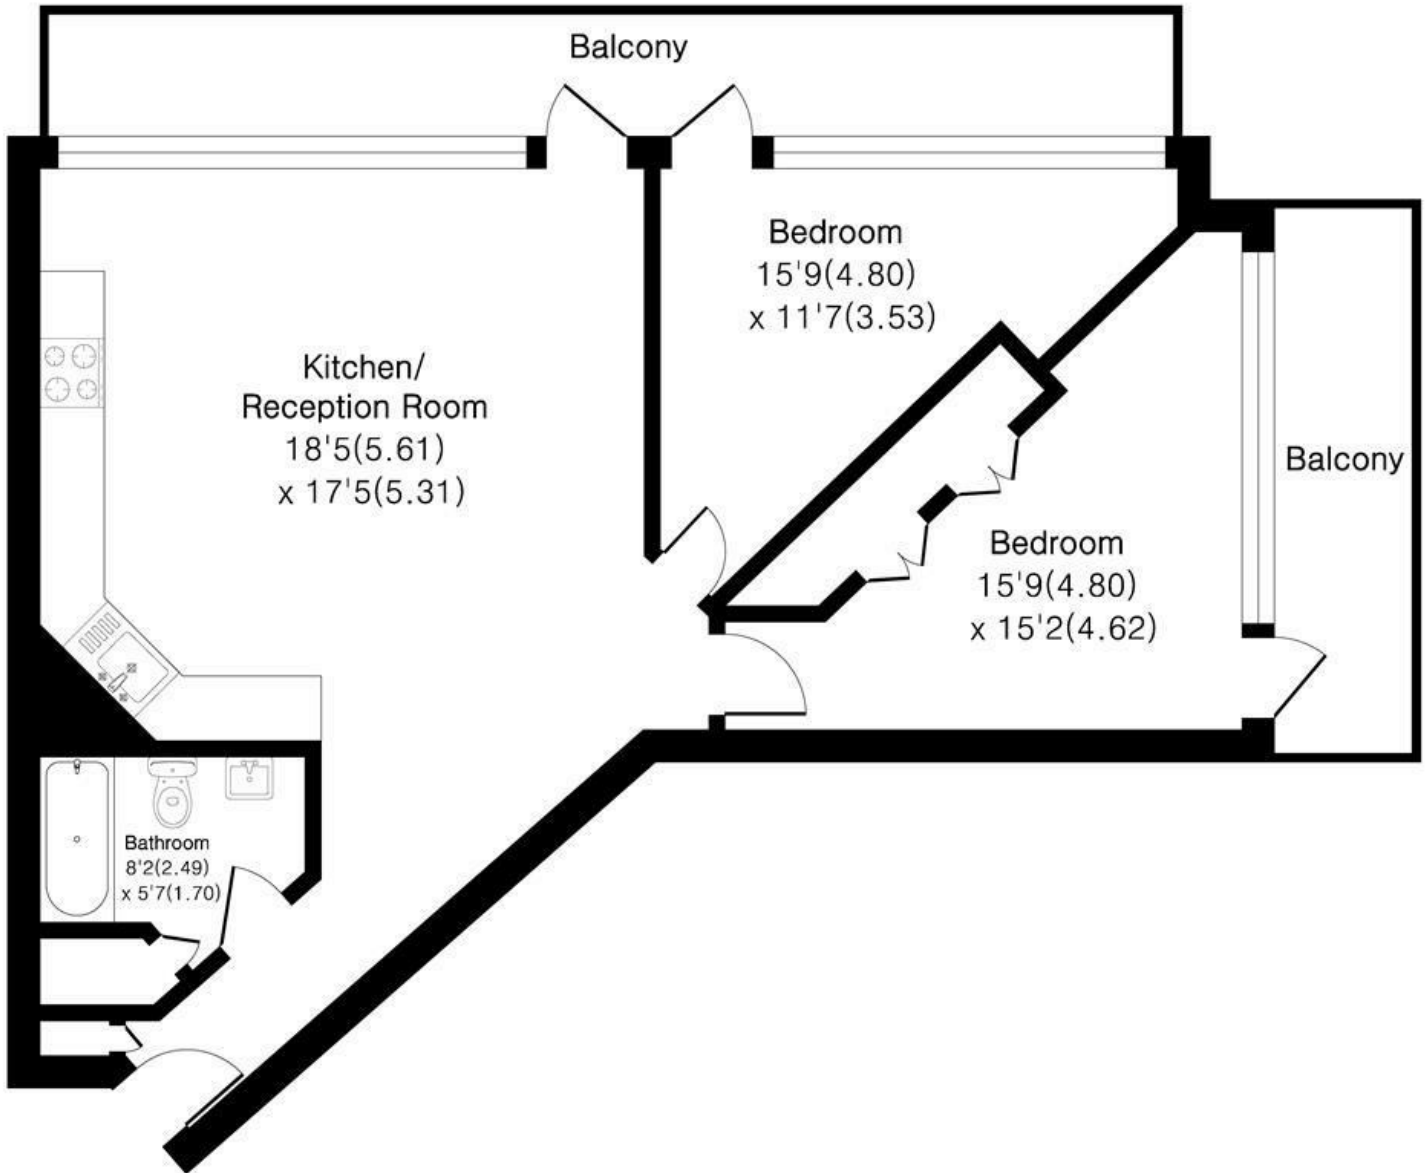 Balcony
Bedroom
15'9(4.80)
x 11'7(3.53)
Kitchen/
Reception Room
18'5(5.61)
x 17'5(5.31)
Balcony
Bedroom
15'9(4.80)
x 15'2(4.62)
Bathroom
8'2(2.49)
x 5'7(1.70)